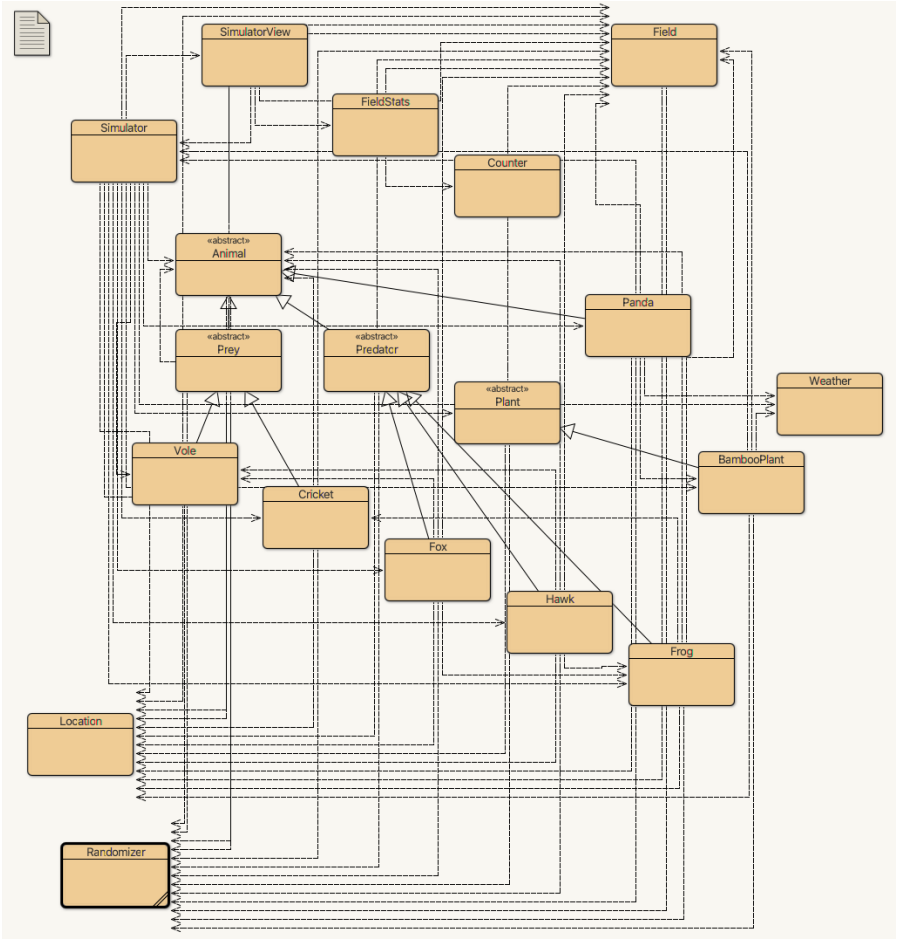 SimulatorView
Field
FieldStats
Simulator
Counter
«abstract»
Animal
Panda
«abstract»
Prey
«abstract»
Predator
Weather
«abstract»
Plant
Vole
BambooPlant
Cricket
Fox
Hawk
Frog
Location
Randomizer